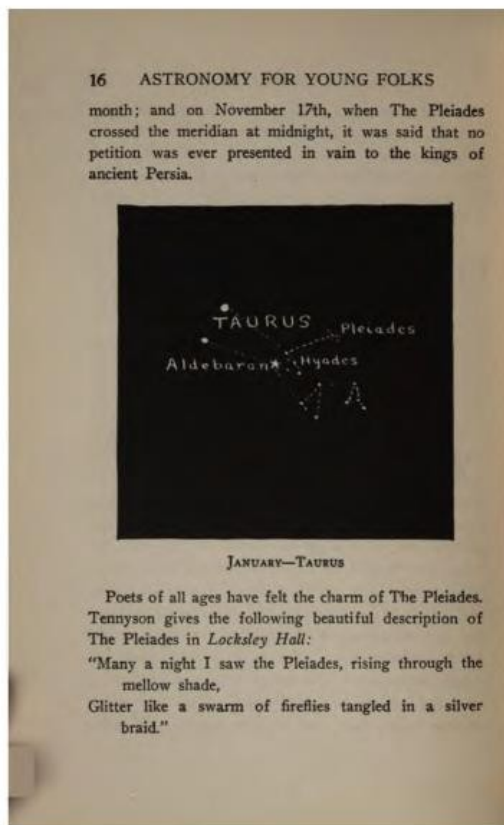 16 ASTRONOMY FOR YOUNG FOLKS
month; and on November 17th, when The Pleiades
crossed the meridian at midnight, it was said that no
petition was ever presented in vain to the kings of
ancient Persia.
TAURUS
Pleiades
Aldebaran
Hyades
JANUARY—TAURUS
Poets of all ages have felt the charm of The Pleiades.
Tennyson gives the following beautiful description of
The Pleiades in Locksley Hall:
"Many a night I saw the Pleiades, rising through the
mellow shade,
Glitter like a swarm of fireflies tangled in a silver
braid."